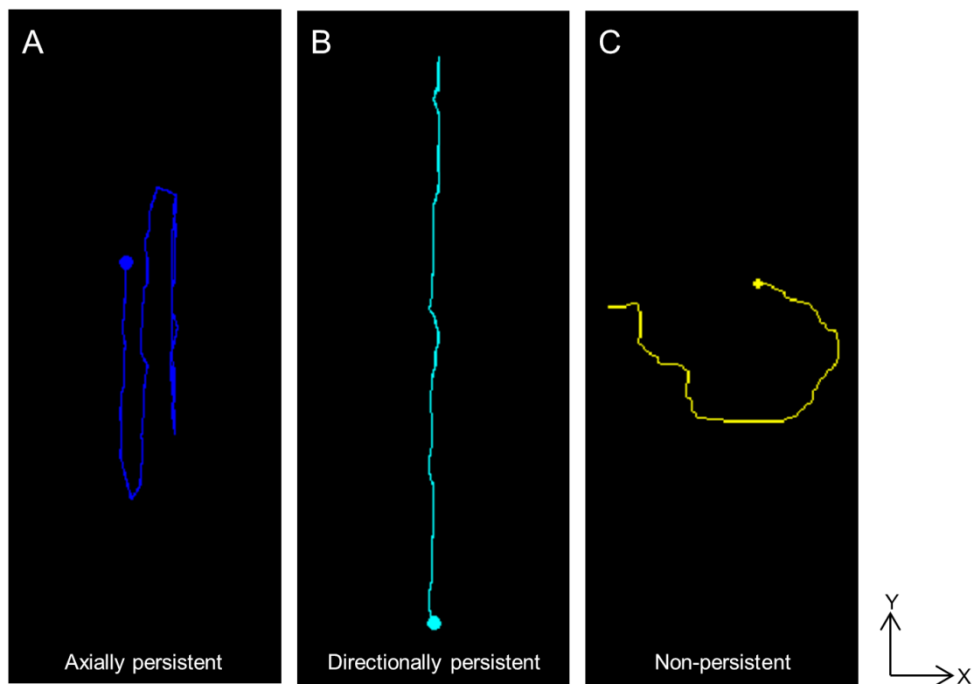 A
B
C
Axially persistent
Directionally persistent
Non-persistent
Y
X